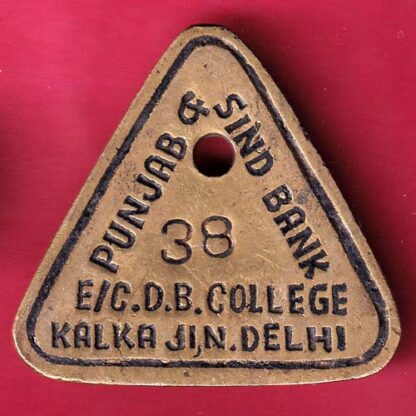 PUNJAB & SIND BANK
38
E/C.D.B.COLLEGE
KALKA JI,N.DELHI